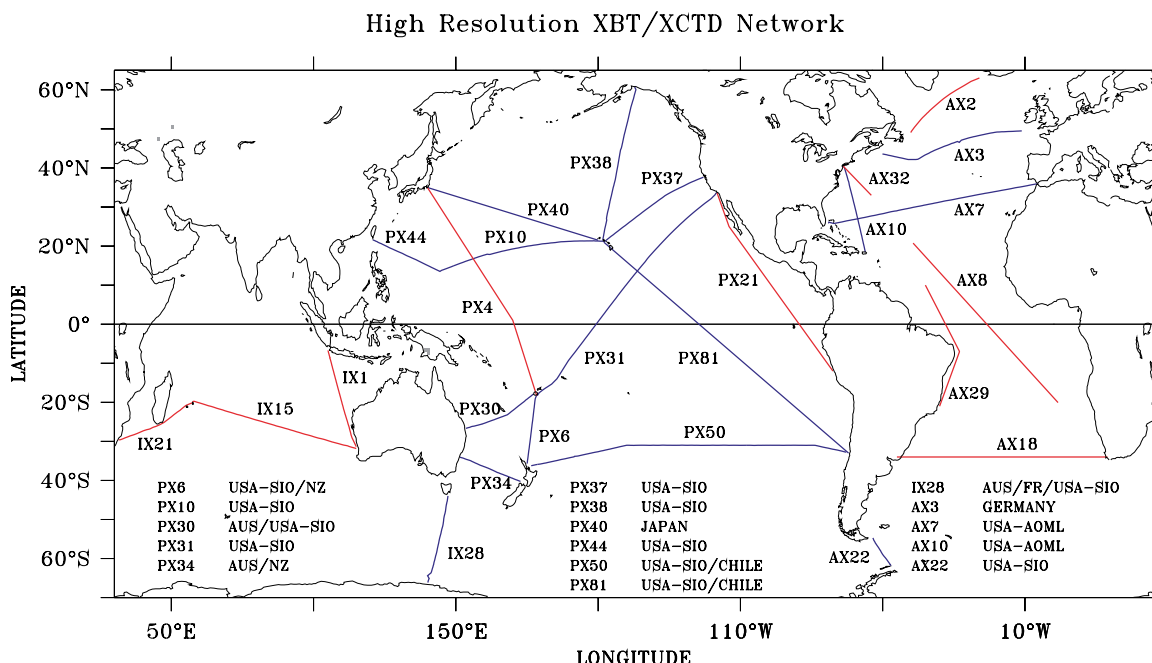 High Resolution XBT/XCTD Network
60°N
AX2
PX38
AX3
40°N
PX37
AX32
PX40
AX7
PX44
PX10
AX10
20°N
PX21
AX8
PX4
LATITUDE
0°
PX31
PX81
IX1
AX29
20°S
IX15
PX30
PX6
PX50
IX21
AX18
40°S
PX34
PX6 USA-SIO/NZ
PX10 USA-SIO
PX30 AUS/USA-SIO
PX31 USA-SIO
PX34 AUS/NZ
PX37 USA-SIO
PX38 USA-SIO
PX40 JAPAN
PX44 USA-SIO
PX50 USA-SIO/CHILE
PX81 USA-SIO/CHILE
IX28 AUS/FR/USA-SIO
AX3 GERMANY
AX7 USA-AOML
AX10 USA-AOML
AX22 USA-SIO
IX28
AX22
60°S
50°E 150°E 110°W 10°W
LONGITUDE